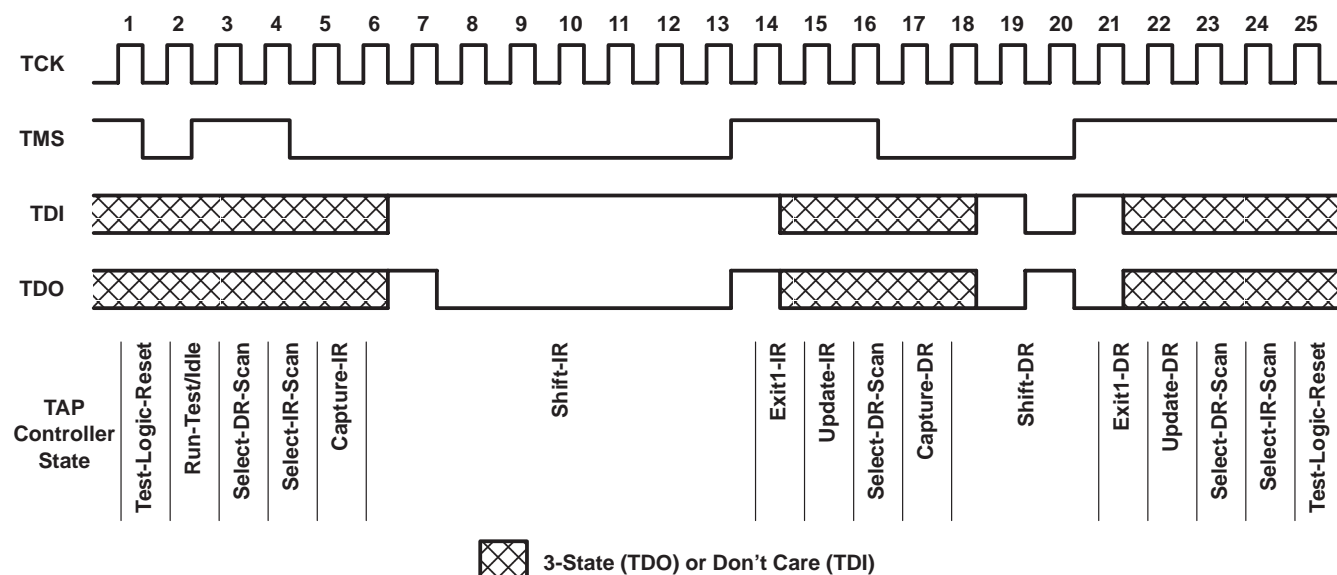 1 2 3 4 5 6 7 8 9 10 11 12 13 14 15 16 17 18 19 20 21 22 23 24 25
TCK
TMS
TDI
TDO
TAP
Controller
State
Test-Logic-Reset
Run-Test/Idle
Select-DR-Scan
Select-IR-Scan
Capture-IR
Shift-IR
Exit1-IR
Update-IR
Select-DR-Scan
Capture-DR
Shift-DR
Exit1-DR
Update-DR
Select-DR-Scan
Select-IR-Scan
Test-Logic-Reset
3-State (TDO) or Don't Care (TDI)